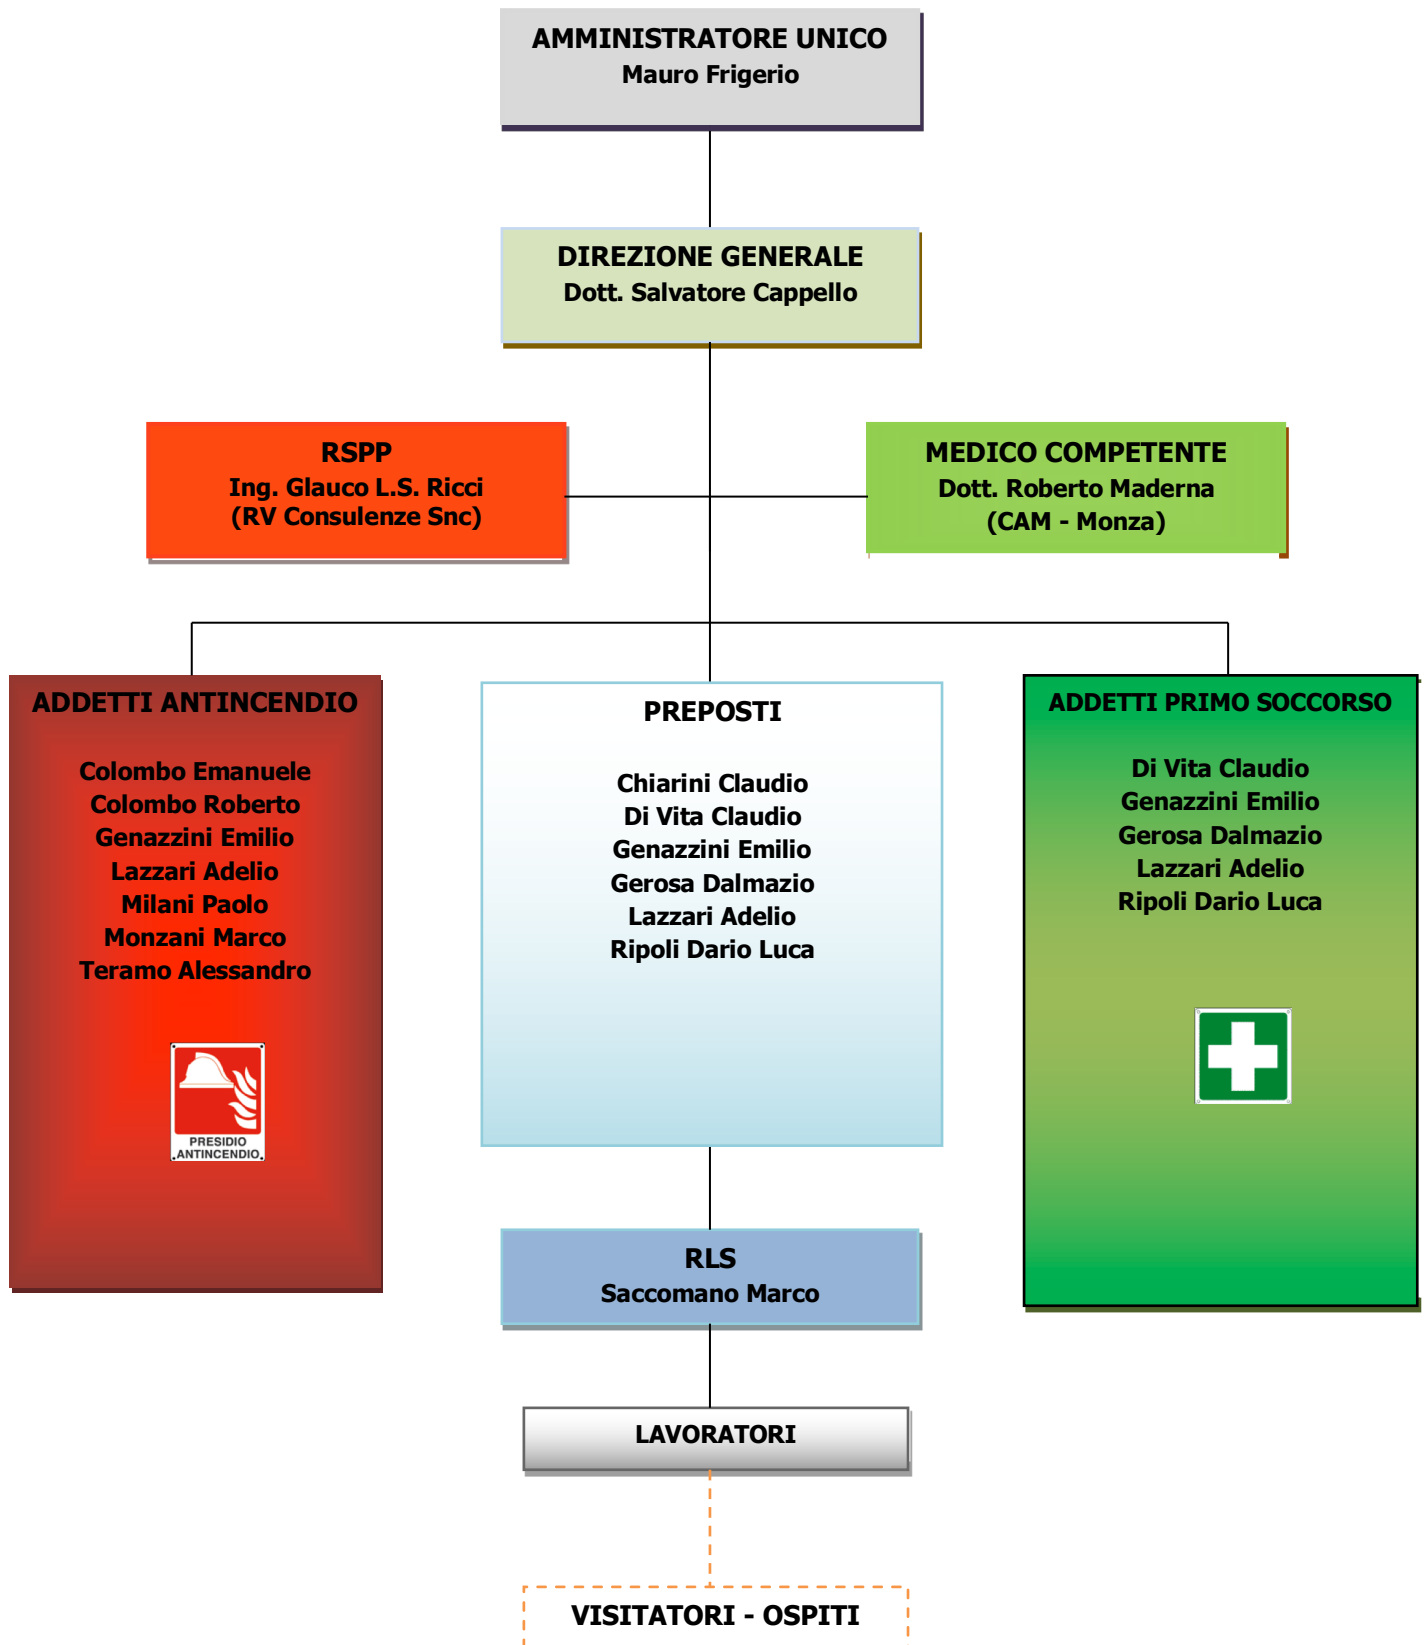 AMMINISTRATORE UNICO
Mauro Frigerio
DIREZIONE GENERALE
Dott. Salvatore Cappello
RSPP
Ing. Glauco L.S. Ricci
(RV Consulenze Snc)
MEDICO COMPETENTE
Dott. Roberto Maderna
(CAM - Monza)
ADDETTI ANTINCENDIO
Colombo Emanuele
Colombo Roberto
Genazzini Emilio
Lazzari Adelio
Milani Paolo
Monzani Marco
Teramo Alessandro
PRESIDIO
ANTINCENDIO
PREPOSTI
Chiarini Claudio
Di Vita Claudio
Genazzini Emilio
Gerosa Dalmazio
Lazzari Adelio
Ripoli Dario Luca
ADDETTI PRIMO SOCCORSO
Di Vita Claudio
Genazzini Emilio
Gerosa Dalmazio
Lazzari Adelio
Ripoli Dario Luca
RLS
Saccomano Marco
LAVORATORI
VISITATORI - OSPITI